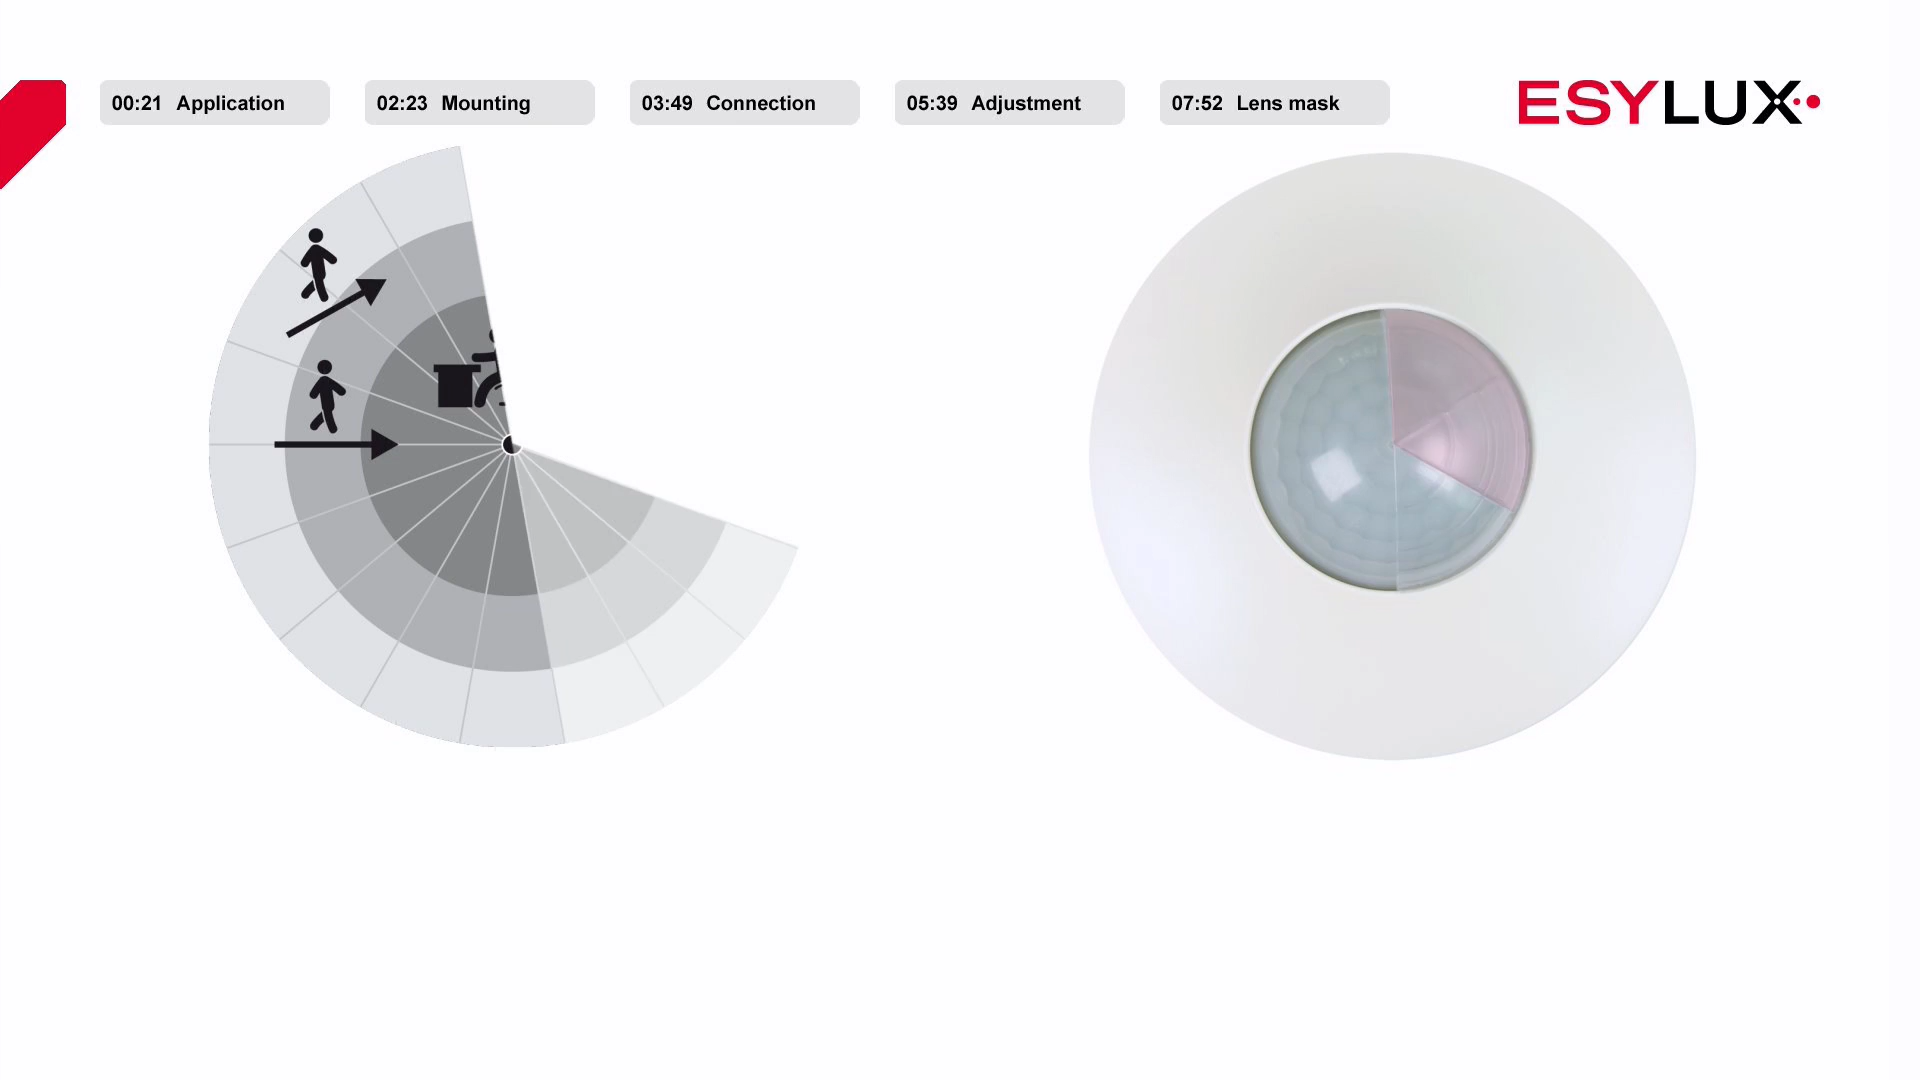 00:21 Application
02:23 Mounting
03:49 Connection
05:39 Adjustment
07:52 Lens mask
ESYLUX